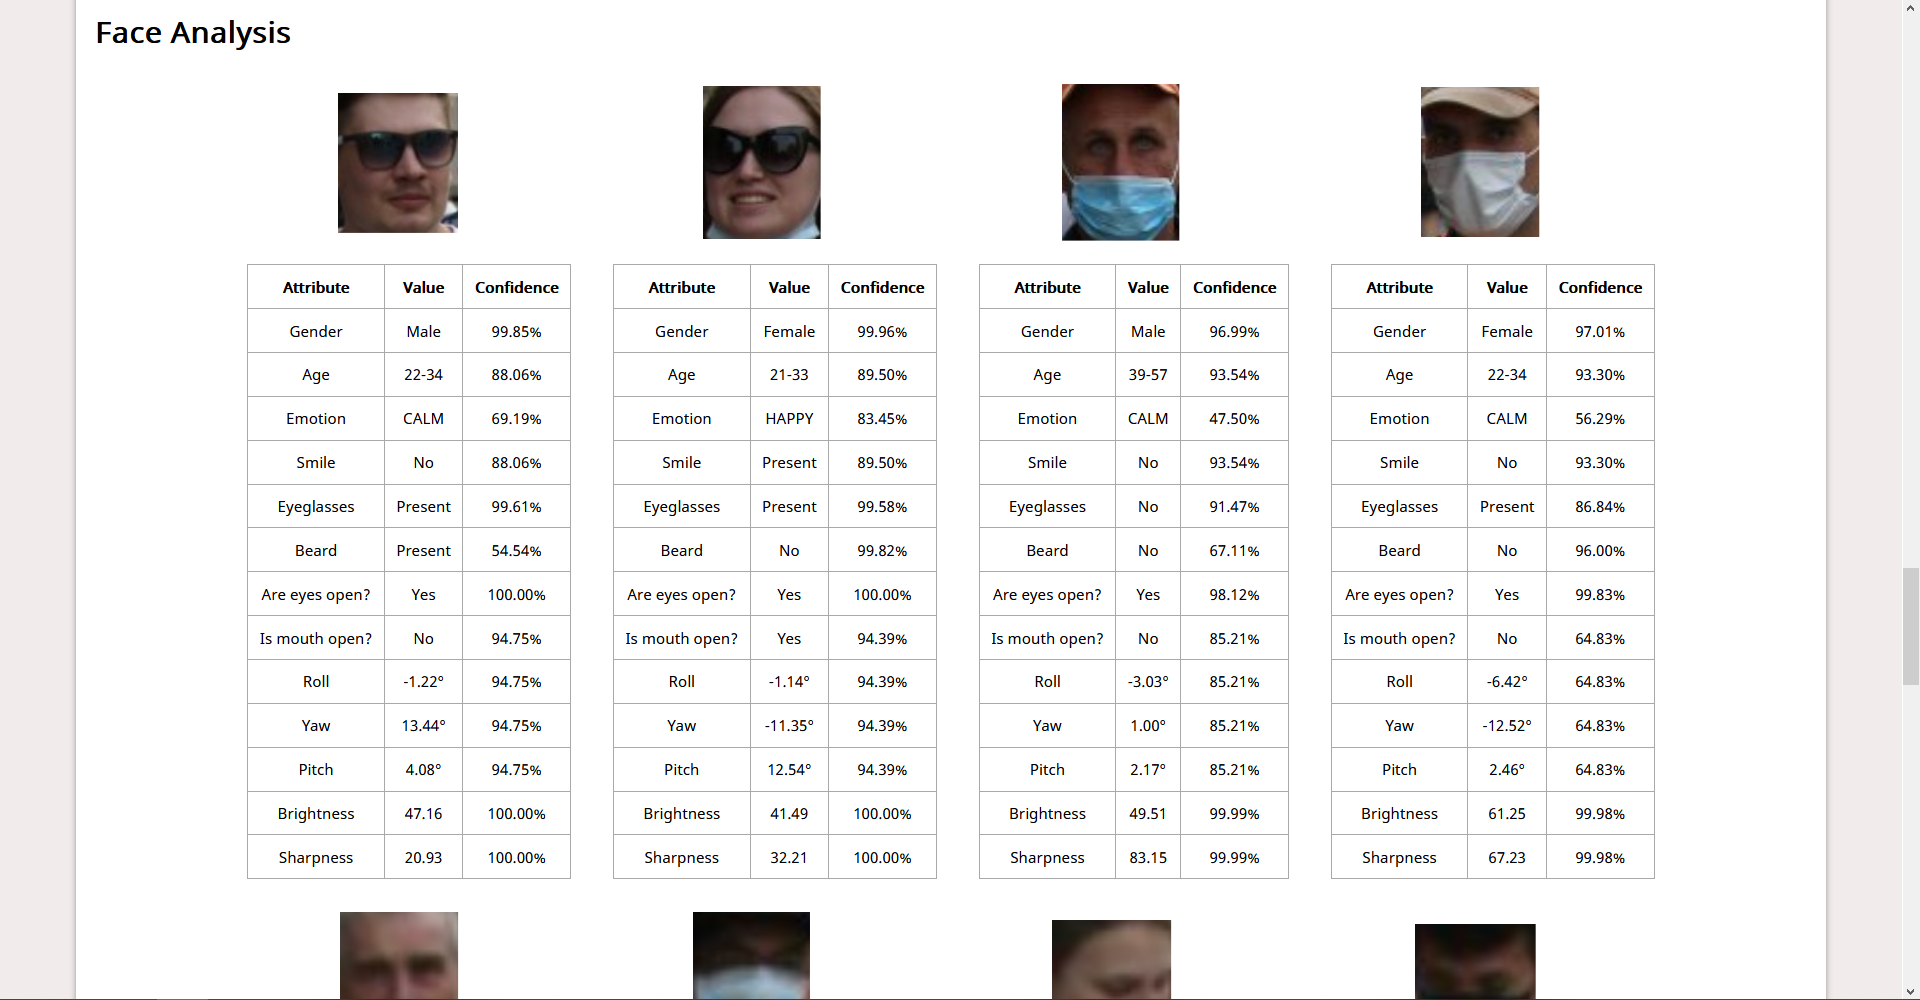 Face Analysis
Attribute Value Confidence
Gender Male 99.85%
Age 22-34 88.06%
Emotion CALM 69.19%
Smile No 88.06%
Eyeglasses Present 99.61%
Beard Present 54.54%
Are eyes open? Yes 100.00%
Is mouth open? No 94.75%
Roll -1.22° 94.75%
Yaw 13.44° 94.75%
Pitch 4.08° 94.75%
Brightness 47.16 100.00%
Sharpness 20.93 100.00%
Attribute Value Confidence
Gender Female 99.96%
Age 21-33 89.50%
Emotion HAPPY 83.45%
Smile Present 89.50%
Eyeglasses Present 99.58%
Beard No 99.82%
Are eyes open? Yes 100.00%
Is mouth open? Yes 94.39%
Roll -1.14° 94.39%
Yaw -11.35° 94.39%
Pitch 12.54° 94.39%
Brightness 41.49 100.00%
Sharpness 32.21 100.00%
Attribute Value Confidence
Gender Male 96.99%
Age 39-57 93.54%
Emotion CALM 47.50%
Smile No 93.54%
Eyeglasses No 91.47%
Beard No 67.11%
Are eyes open? Yes 98.12%
Is mouth open? No 85.21%
Roll -3.03° 85.21%
Yaw 1.00° 85.21%
Pitch 2.17° 85.21%
Brightness 49.51 99.99%
Sharpness 83.15 99.99%
Attribute Value Confidence
Gender Female 97.01%
Age 22-34 93.30%
Emotion CALM 56.29%
Smile No 93.30%
Eyeglasses Present 86.84%
Beard No 96.00%
Are eyes open? Yes 99.83%
Is mouth open? No 64.83%
Roll -6.42° 64.83%
Yaw -12.52° 64.83%
Pitch 2.46° 64.83%
Brightness 61.25 99.98%
Sharpness 67.23 99.98%